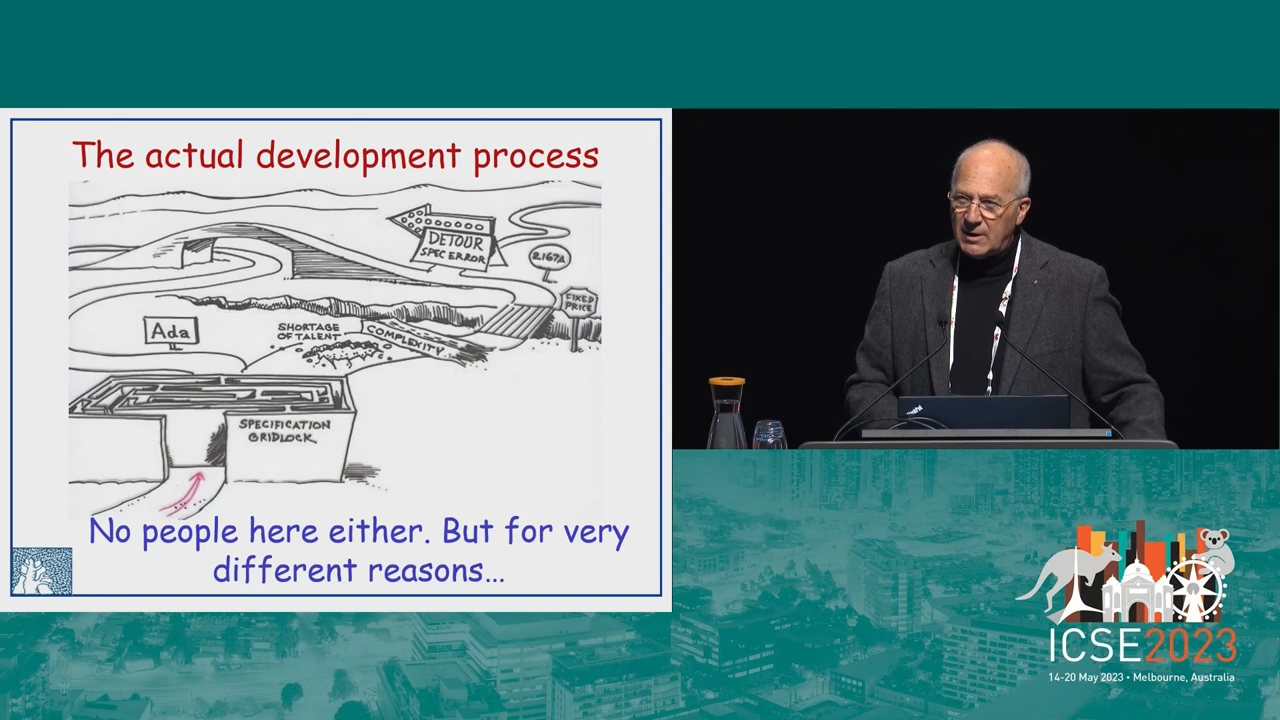 The actual development process
DETOUR
SPEC ERROR
2167A
FIXED
PRICE
Ada
SHORTAGE
OF TALENT
COMPLEXITY
SPECIFICATION
GRIDLOCK
No people here either. But for very
different reasons...
ICSE2023
14-20 May 2023 • Melbourne, Australia